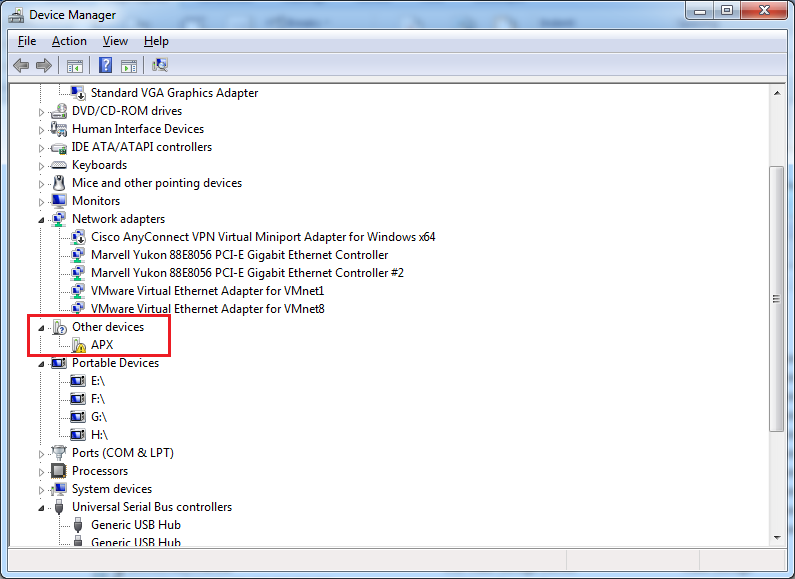 Device Manager
File Action View Help
Standard VGA Graphics Adapter
DVD/CD-ROM drives
Human Interface Devices
IDE ATA/ATAPI controllers
Keyboards
Mice and other pointing devices
Monitors
Network adapters
Cisco AnyConnect VPN Virtual Miniport Adapter for Windows x64
Marvell Yukon 88E8056 PCI-E Gigabit Ethernet Controller
Marvell Yukon 88E8056 PCI-E Gigabit Ethernet Controller #2
VMware Virtual Ethernet Adapter for VMnet1
VMware Virtual Ethernet Adapter for VMnet8
Other devices
APX
Portable Devices
E:\
F:\
G:\
H:\
Ports (COM & LPT)
Processors
System devices
Universal Serial Bus controllers
Generic USB Hub
Generic USB Hub